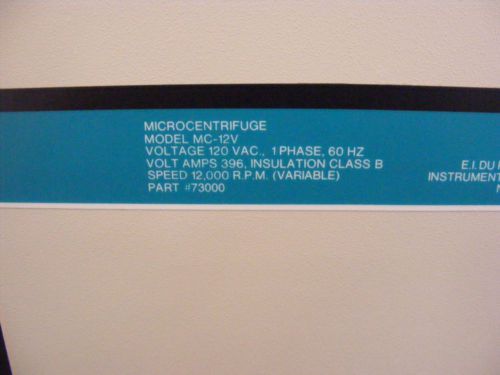 MICROCENTRIFUGE
MODEL MC-12V
VOLTAGE 120 VAC., 1 PHASE, 60 HZ
VOLT AMPS 396, INSULATION CLASS B
SPEED 12,000 R.P.M. (VARIABLE)
PART #73000
E.I. DU
INSTRUMENT